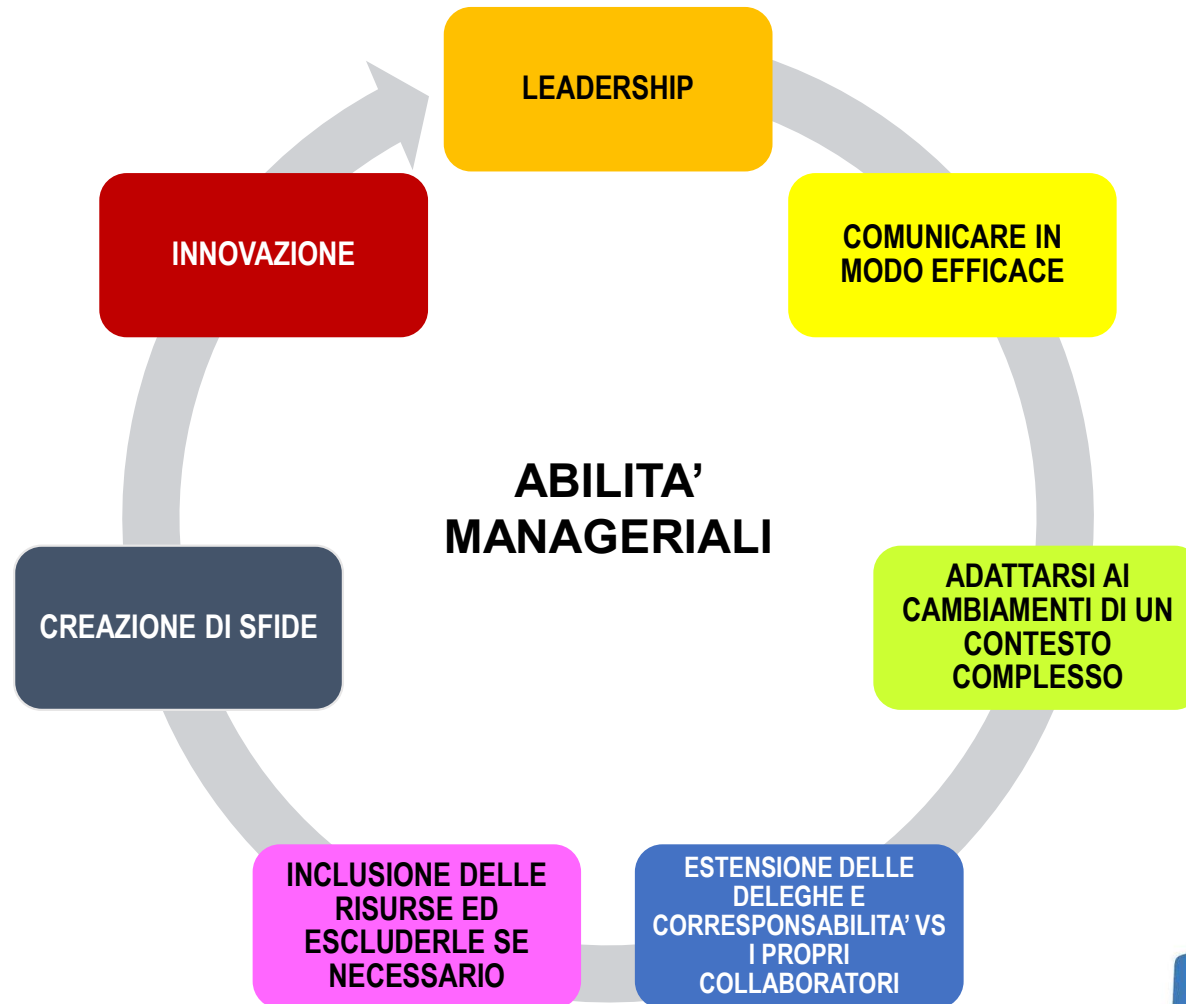 LEADERSHIP
COMUNICARE IN
MODO EFFICACE
ADATTARSI AI
CAMBIAMENTI DI UN
CONTESTO
COMPLESSO
ESTENSIONE DELLE
DELEGHE E
CORRESPONSABILITA’ VS
I PROPRI
COLLABORATORI
INCLUSIONE DELLE
RISURSE ED
ESCLUDERLE SE
NECESSARIO
CREAZIONE DI SFIDE
INNOVAZIONE
ABILITA’
MANAGERIALI